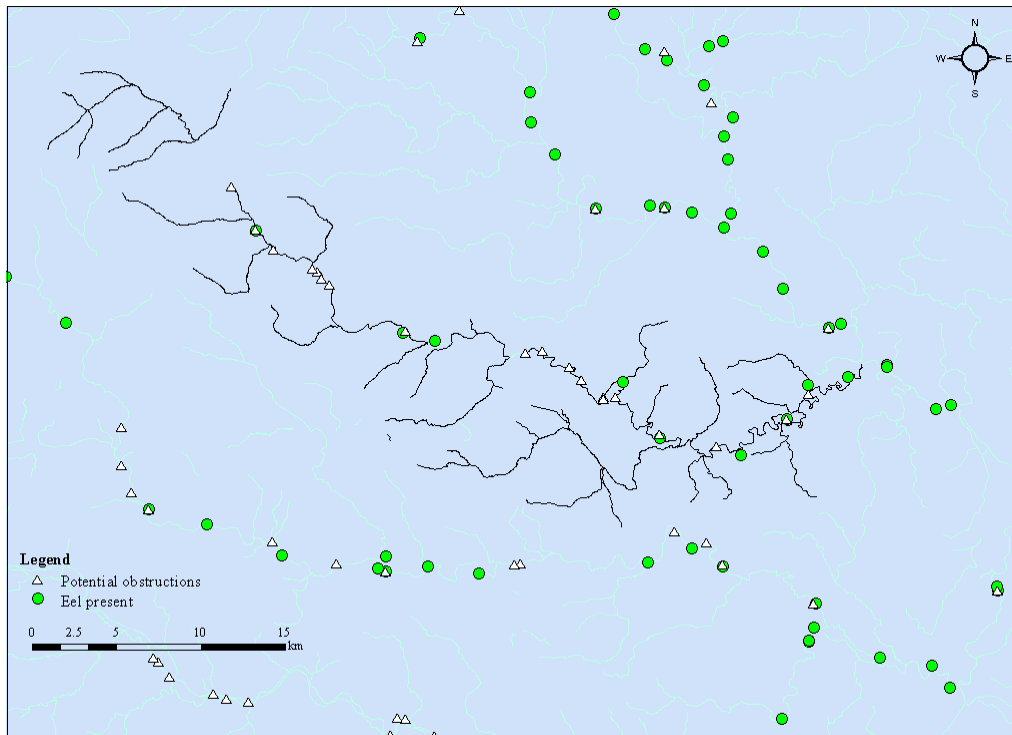 N
W E
S
Legend
Potential obstructions
Eel present
0 2.5 5 10 15
km